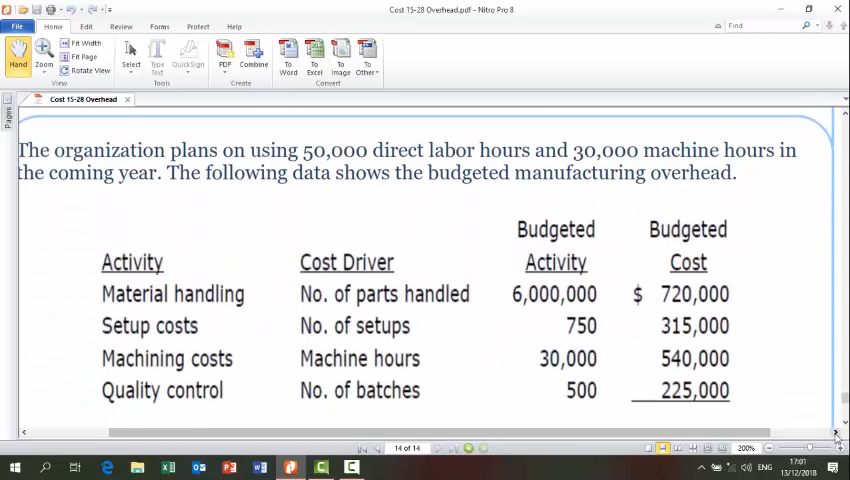 Cost 15-28 Overhead.pdf - Nitro Pro 8
File Home Edit Review Forms Protect Help
Find
Hand
Zoom
Fit Width
Fit Page
Rotate View
View
Select
Type Text
QuickSign
Tools
PDF
Combine
Create
To Word
To Excel
To Image
To Other
Convert
Cost 15-28 Overhead
Pages
The organization plans on using 50,000 direct labor hours and 30,000 machine hours in
the coming year. The following data shows the budgeted manufacturing overhead.
Budgeted Budgeted
Activity Cost Driver Activity Cost
Material handling No. of parts handled 6,000,000 $ 720,000
Setup costs No. of setups 750 315,000
Machining costs Machine hours 30,000 540,000
Quality control No. of batches 500 225,000
14 of 14
200%
ENG
17:01
13/12/2018